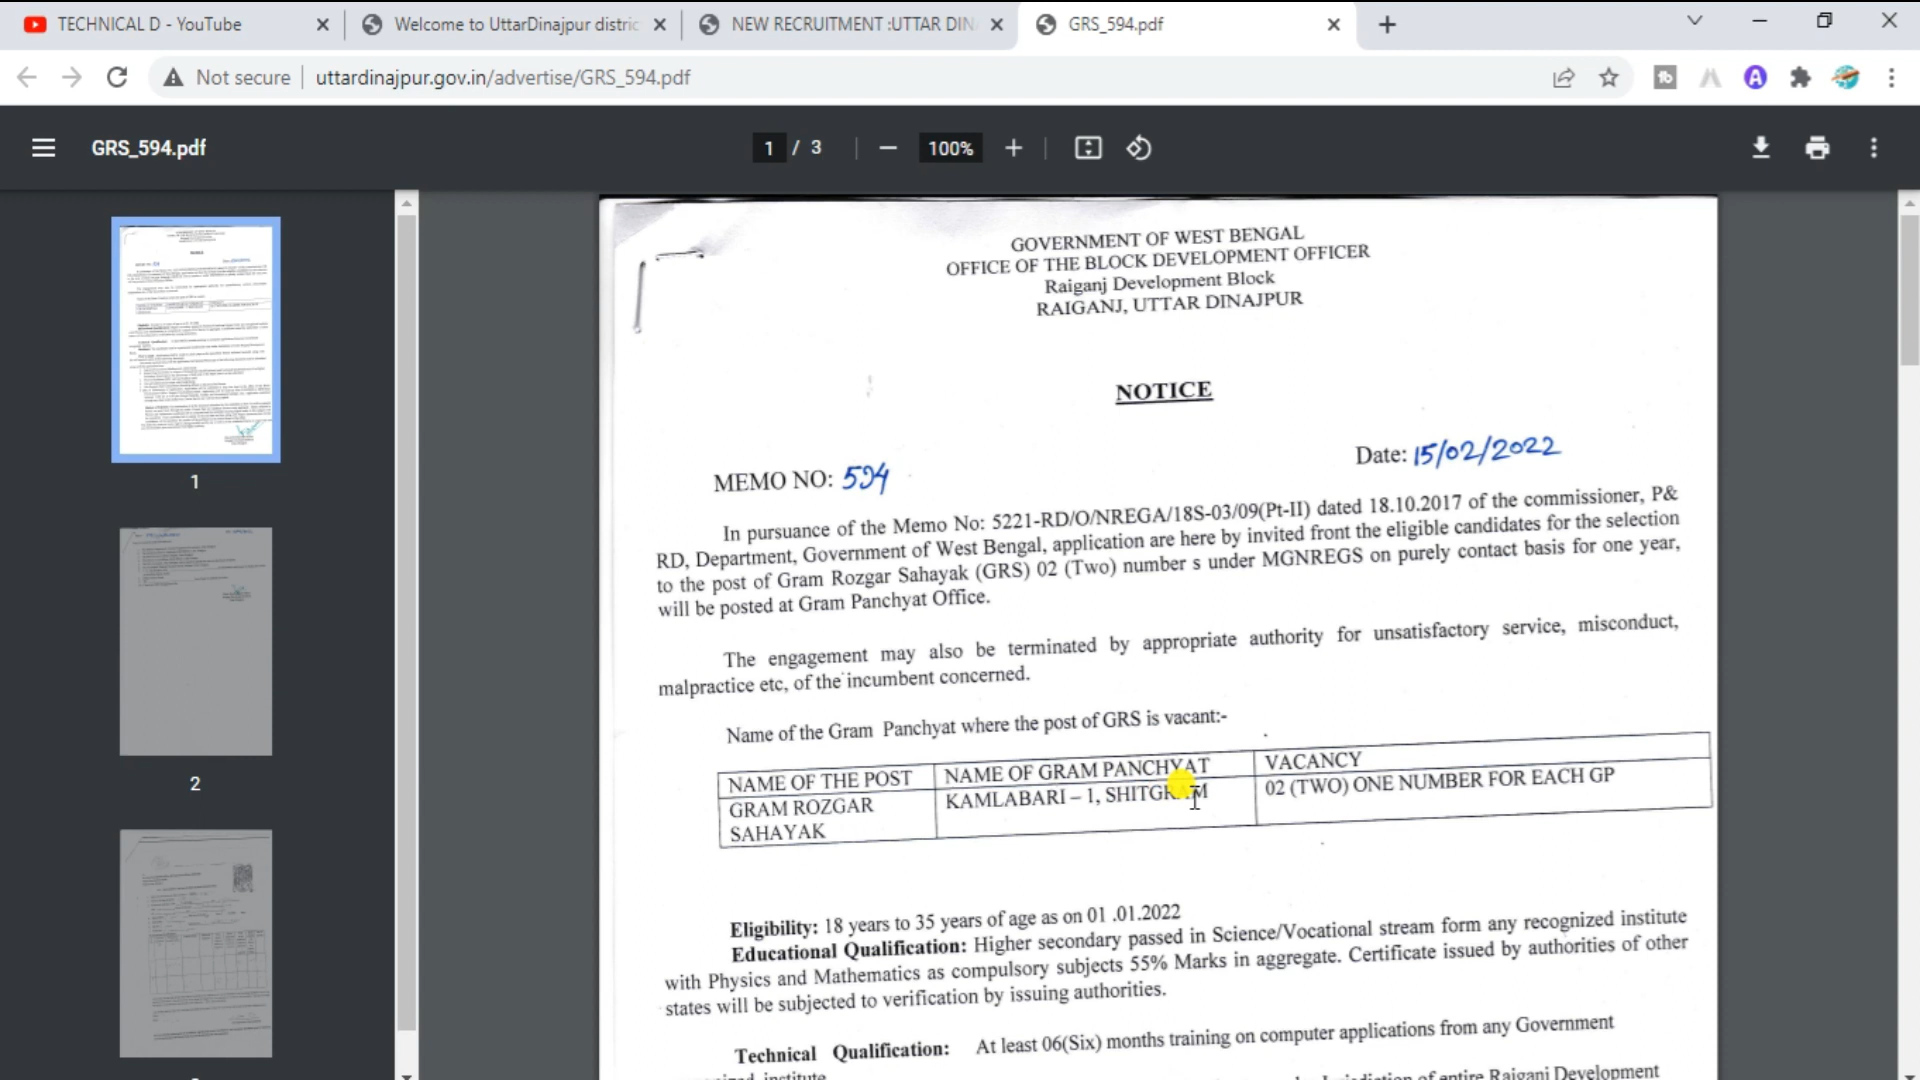 TECHNICAL D - YouTube
Welcome to UttarDinajpur distric
NEW RECRUITMENT :UTTAR DIN
GRS_594.pdf
Not secure
uttardinajpur.gov.in/advertise/GRS_594.pdf
GRS_594.pdf
1 / 3
100%
1
2
GOVERNMENT OF WEST BENGAL
OFFICE OF THE BLOCK DEVELOPMENT OFFICER
Raiganj Development Block
RAIGANJ, UTTAR DINAJPUR
NOTICE
MEMO NO: 594
Date: 15/02/2022
In pursuance of the Memo No: 5221-RD/O/NREGA/18S-03/09(Pt-II) dated 18.10.2017 of the commissioner, P&
RD, Department, Government of West Bengal, application are here by invited front the eligible candidates for the selection
to the post of Gram Rozgar Sahayak (GRS) 02 (Two) number s under MGNREGS on purely contact basis for one year,
will be posted at Gram Panchyat Office.
The engagement may also be terminated by appropriate authority for unsatisfactory service, misconduct,
malpractice etc, of the incumbent concerned.
Name of the Gram Panchyat where the post of GRS is vacant:-
NAME OF THE POST
NAME OF GRAM PANCHYAT
VACANCY
GRAM ROZGAR
SAHAYAK
KAMLABARI – 1, SHITGRAM
02 (TWO) ONE NUMBER FOR EACH GP
Eligibility: 18 years to 35 years of age as on 01 .01.2022
Educational Qualification: Higher secondary passed in Science/Vocational stream form any recognized institute
with Physics and Mathematics as compulsory subjects 55% Marks in aggregate. Certificate issued by authorities of other
states will be subjected to verification by issuing authorities.
Technical Qualification: At least 06(Six) months training on computer applications from any Government
institute
of entire Raiganj Development